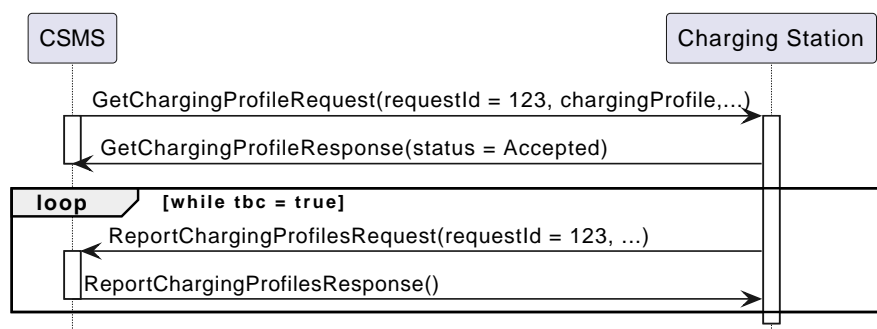 CSMS
Charging Station
GetChargingProfileRequest(requestId = 123, chargingProfile,...)
GetChargingProfileResponse(status = Accepted)
loop [while tbc = true]
ReportChargingProfilesRequest(requestId = 123, ...)
ReportChargingProfilesResponse()